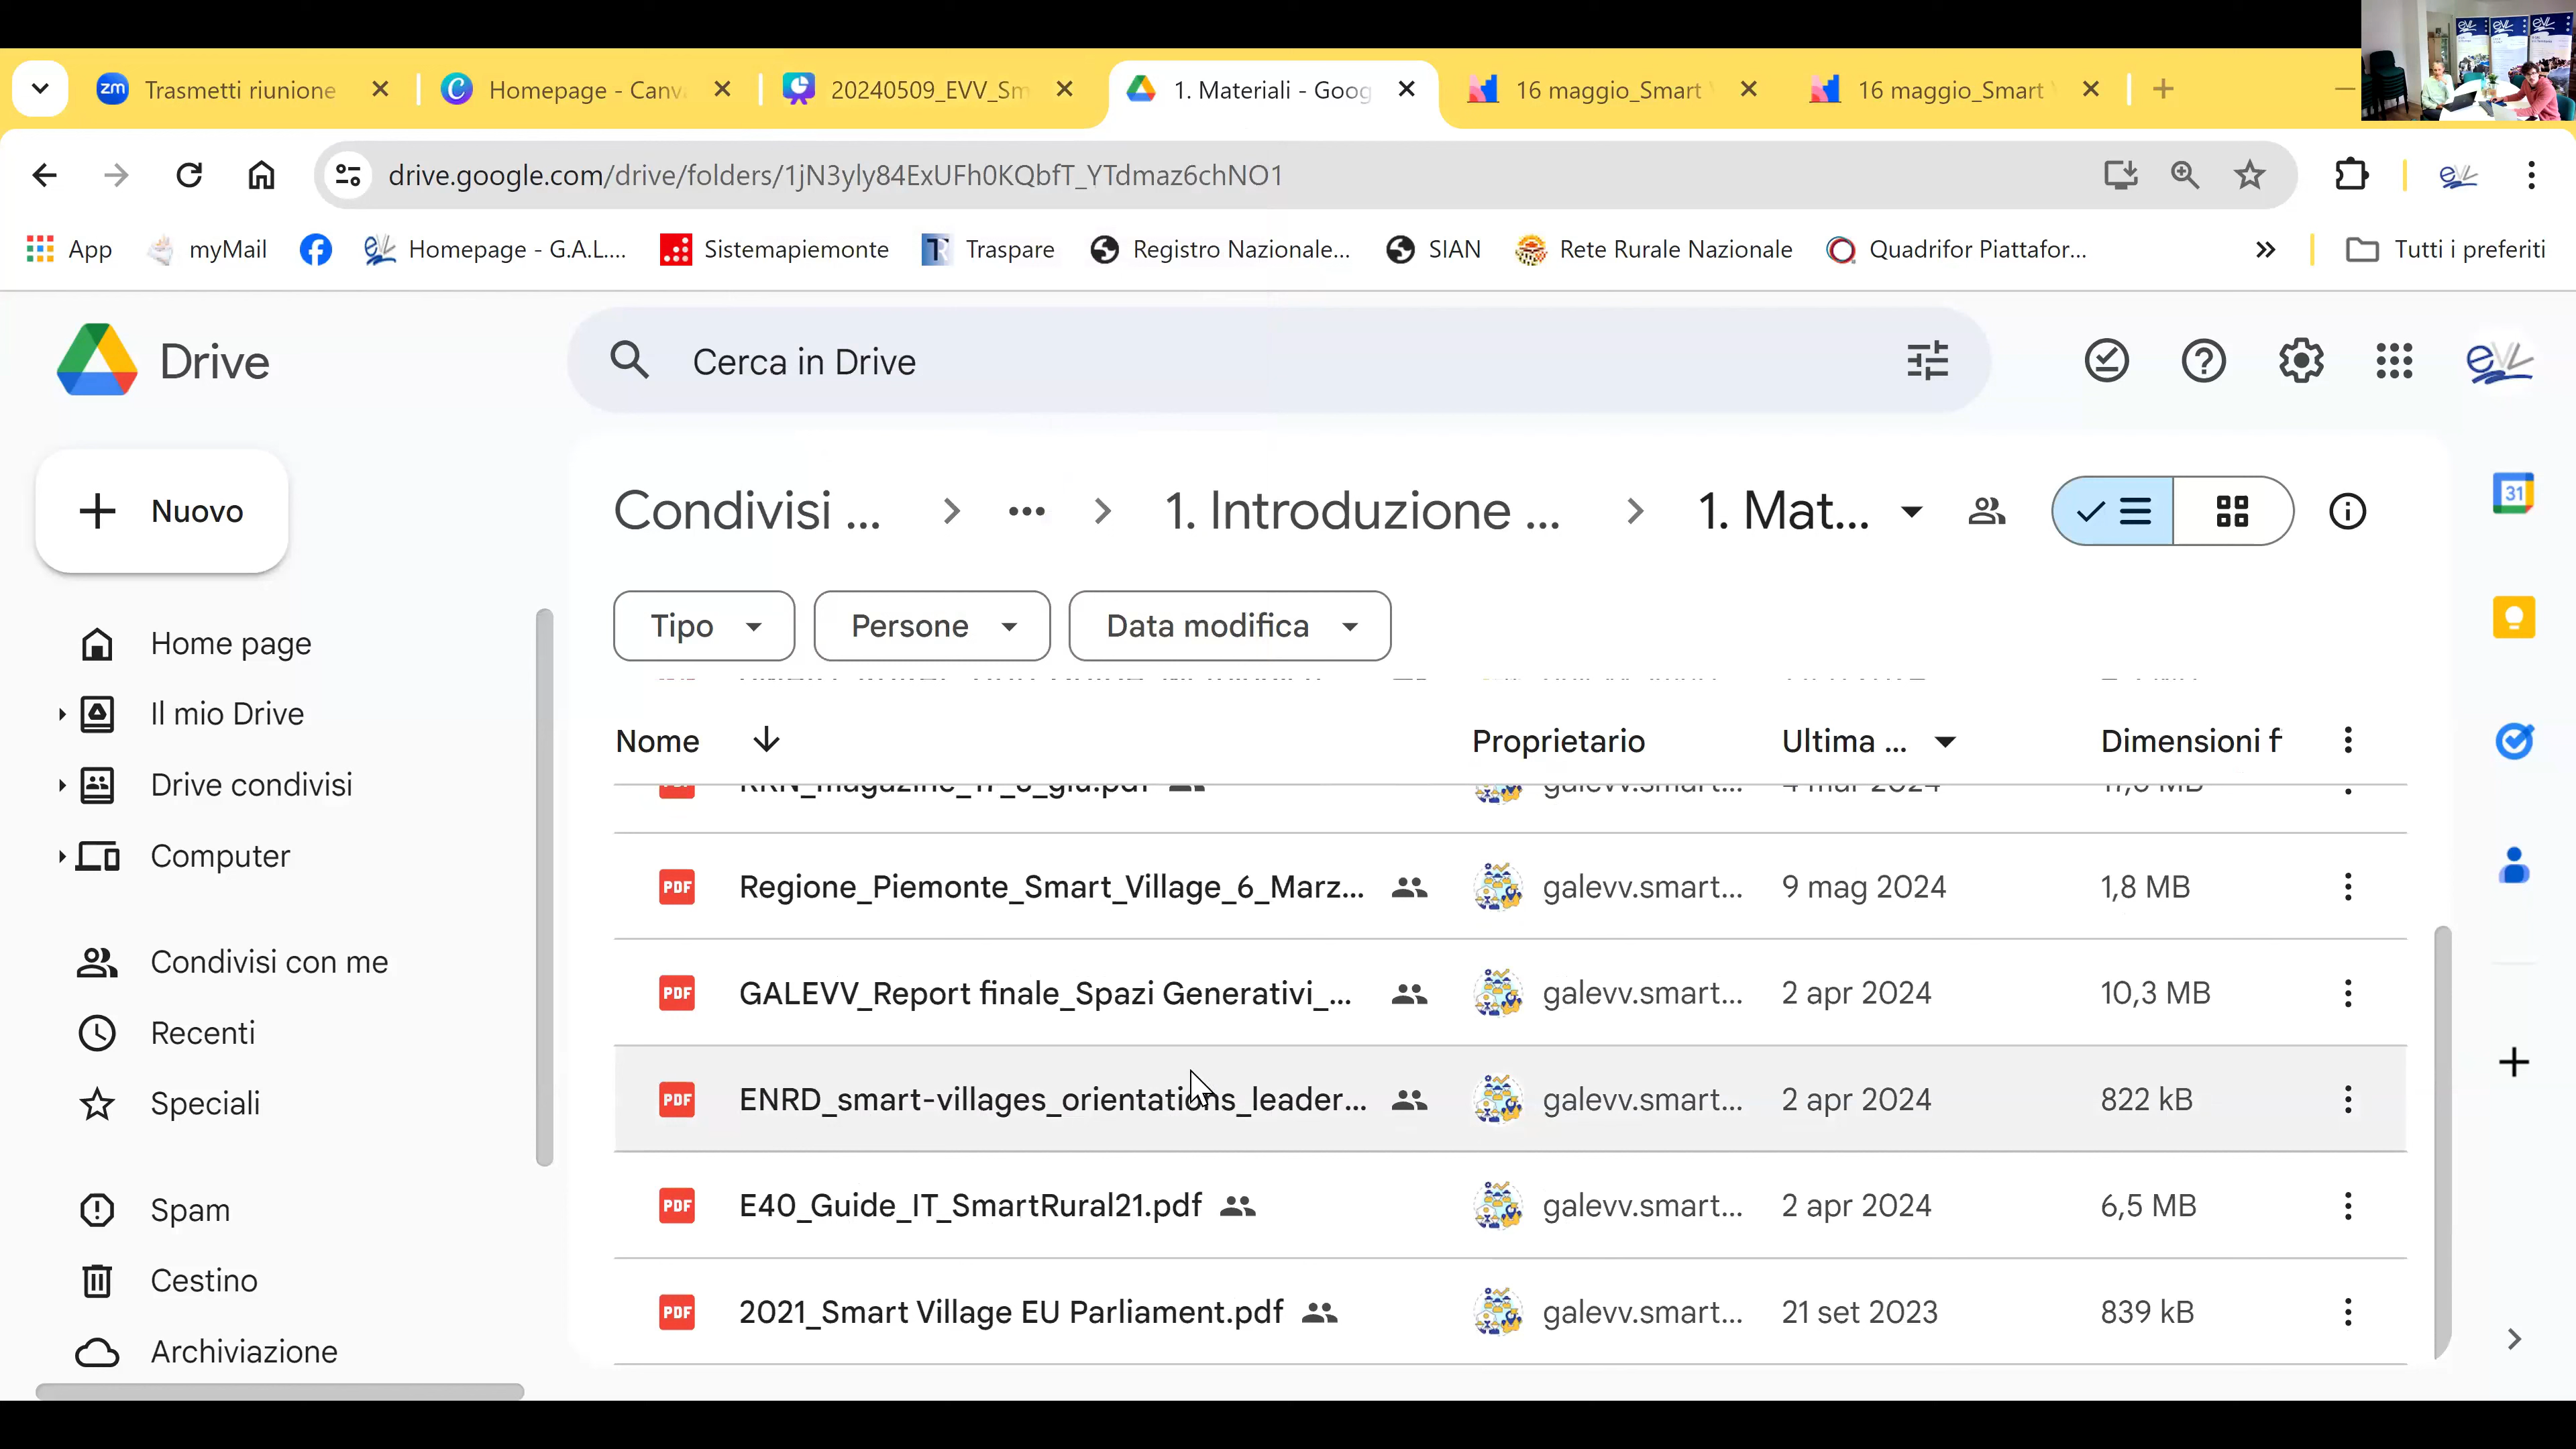 Trasmetti riunione
Homepage - Canv
20240509_EVV_Sm
1. Materiali - Goog
16 maggio_Smart
16 maggio_Smart
drive.google.com/drive/folders/1jN3yly84ExUFh0KQbfT_YTdmaz6chNO1
App
myMail
Homepage - G.A.L....
Sistemapiemonte
Traspare
Registro Nazionale...
SIAN
Rete Rurale Nazionale
Quadrifor Piattafor...
Tutti i preferiti
Drive
Cerca in Drive
Nuovo
Condivisi ... > ... > 1. Introduzione ... > 1. Mat...
Tipo
Persone
Data modifica
Home page
Il mio Drive
Drive condivisi
Computer
Condivisi con me
Recenti
Speciali
Spam
Cestino
Archiviazione
Nome Proprietario Ultima ... Dimensioni f
Regione_Piemonte_Smart_Village_6_Marz... galevv.smart... 9 mag 2024 1,8 MB
GALEVV_Report finale_Spazi Generativi_... galevv.smart... 2 apr 2024 10,3 MB
ENRD_smart-villages_orientations_leader... galevv.smart... 2 apr 2024 822 kB
E40_Guide_IT_SmartRural21.pdf galevv.smart... 2 apr 2024 6,5 MB
2021_Smart Village EU Parliament.pdf galevv.smart... 21 set 2023 839 kB